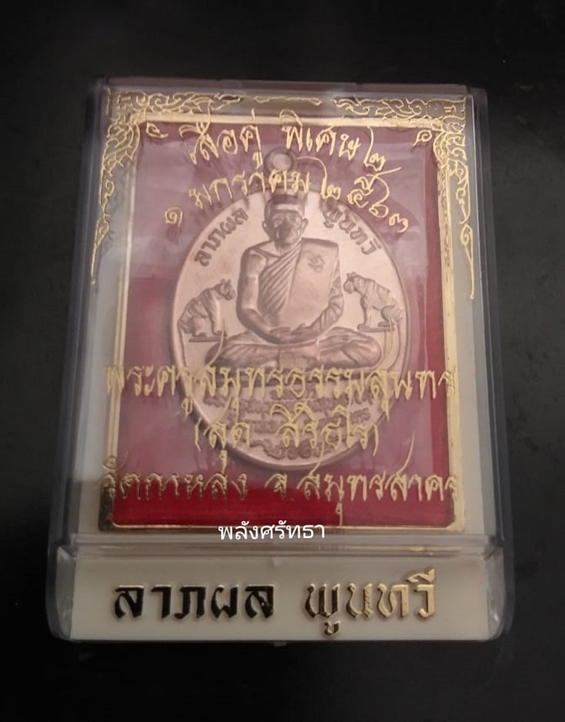 เสือคู่ พิเศษ ๒
๑ มกราคม ๒๕๖๓
ลาภผล พูนทวี
พระครูสมุทรธรรมสุนทร
(สุด สิริธโร)
วัดกาหลง จ.สมุทรสาคร
พลังศรัทธา
ลาภผล พูนทวี